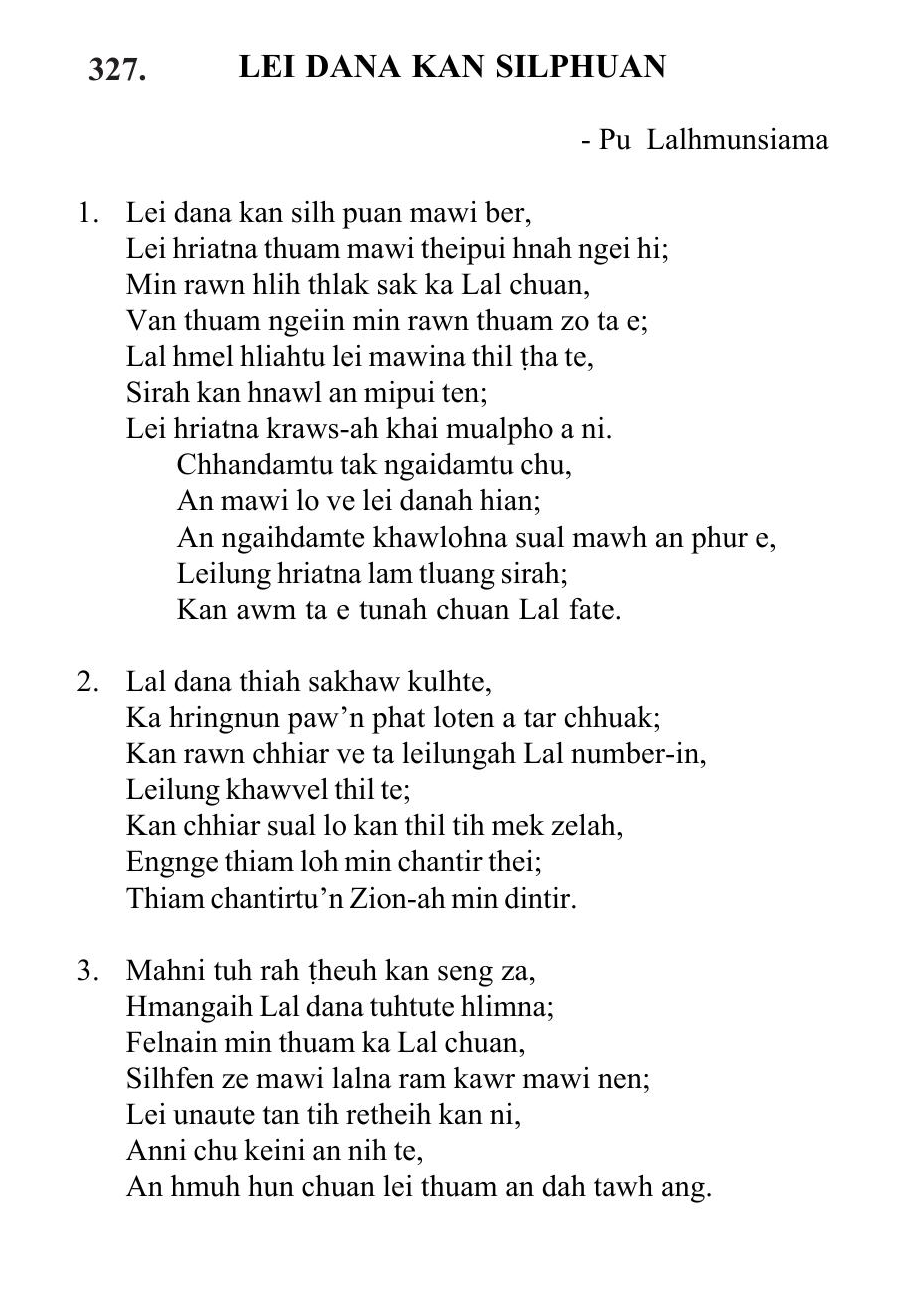 327. LEI DANA KAN SILPHUAN
- Pu Lalhmunsiama
1. Lei dana kan silh puan mawi ber,
Lei hriatna thuam mawi theipui hnah ngei hi;
Min rawn hlih thlak sak ka Lal chuan,
Van thuam ngeiin min rawn thuam zo ta e;
Lal hmel hliahtu lei mawina thil ṭha te,
Sirah kan hnawl an mipui ten;
Lei hriatna kraws-ah khai mualpho a ni.
Chhandamtu tak ngaidamtu chu,
An mawi lo ve lei danah hian;
An ngaihdamte khawlohna sual mawh an phur e,
Leilung hriatna lam tluang sirah;
Kan awm ta e tunah chuan Lal fate.
2. Lal dana thiah sakhaw kulhte,
Ka hringnun paw’n phat loten a tar chhuak;
Kan rawn chhiar ve ta leilungah Lal number-in,
Leilung khawvel thil te;
Kan chhiar sual lo kan thil tih mek zelah,
Engnge thiam loh min chantir thei;
Thiam chantirtu’n Zion-ah min dintir.
3. Mahni tuh rah ṭheuh kan seng za,
Hmangaih Lal dana tuhtute hlimna;
Felnain min thuam ka Lal chuan,
Silhfen ze mawi lalna ram kawr mawi nen;
Lei unaute tan tih retheih kan ni,
Anni chu keini an nih te,
An hmuh hun chuan lei thuam an dah tawh ang.